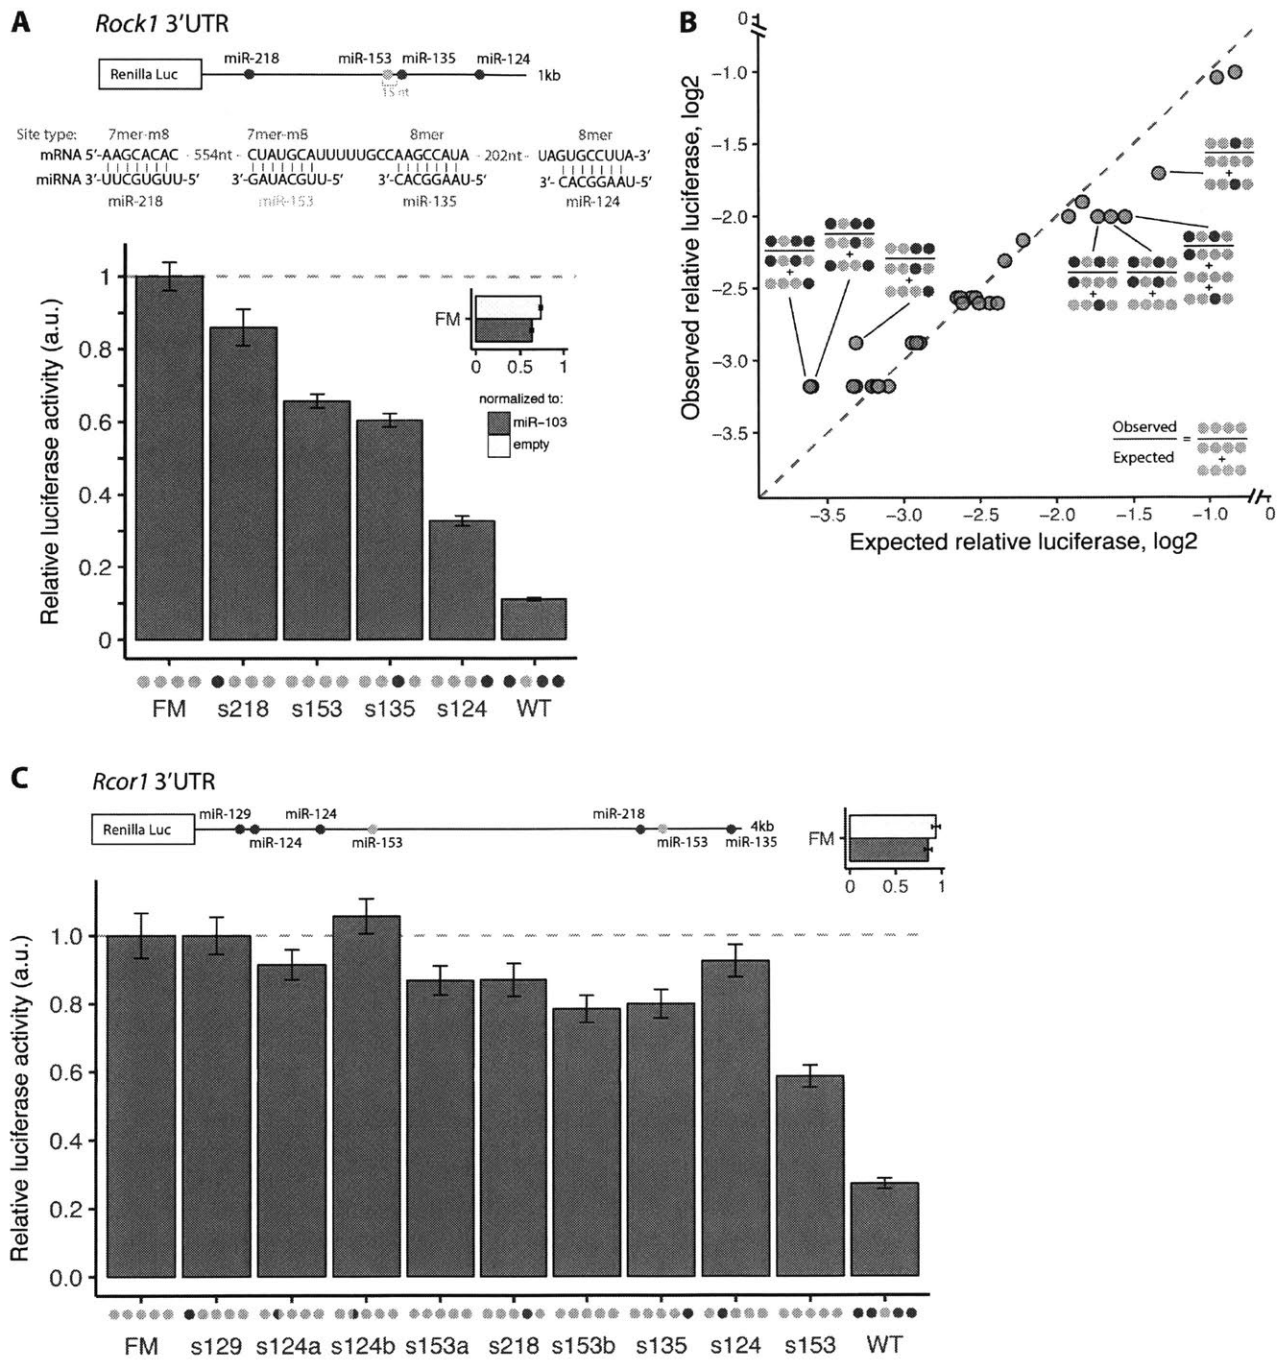 A
Rock1 3'UTR
miR-218 miR-153 miR-135 miR-124
Renilla Luc
1kb
15 nt
Site type: 7mer-m8 7mer-m8 8mer 8mer
mRNA 5'-AAGCACAC · 554nt · CUAUGCAUUUUUGCCAAGCCAUA · 202nt · UAGUGCCUUA-3'
miRNA 3'-UUCGUGUU-5' 3'-GAUACGUU-5' 3'-CACGGAAU-5' 3'- CACGGAAU-5'
miR-218 miR-153 miR-135 miR-124
Relative luciferase activity (a.u.)
1
0.8
0.6
0.4
0.2
0
FM
0 0.5 1
normalized to:
miR-103
empty
FM s218 s153 s135 s124 WT
B
Observed relative luciferase, log2
0
-1.0
-1.5
-2.0
-2.5
-3.0
-3.5
+
+
+
+
+
+
+
+
Observed
Expected
=
+
-3.5 -3.0 -2.5 -2.0 -1.5 -1.0 0
Expected relative luciferase, log2
C
Rcor1 3'UTR
miR-129 miR-124 miR-218
Renilla Luc
4kb
miR-124 miR-153 miR-153 miR-135
FM
0 0.5 1
Relative luciferase activity (a.u.)
1.0
0.8
0.6
0.4
0.2
0.0
FM s129 s124a s124b s153a s218 s153b s135 s124 s153 WT